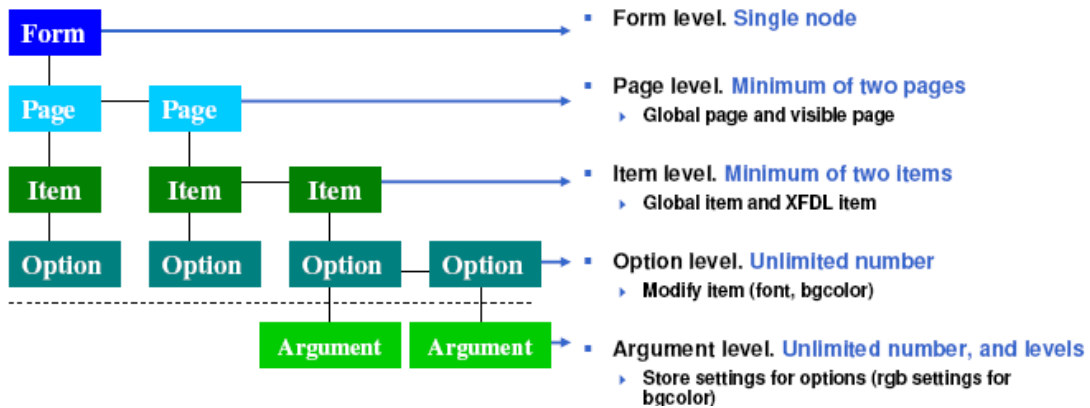 Form
Form level. Single node
Page Page
Page level. Minimum of two pages
Global page and visible page
Item Item Item
Item level. Minimum of two items
Global item and XFDL item
Option Option Option Option
Option level. Unlimited number
Modify item (font, bgcolor)
Argument Argument
Argument level. Unlimited number, and levels
Store settings for options (rgb settings for
bgcolor)